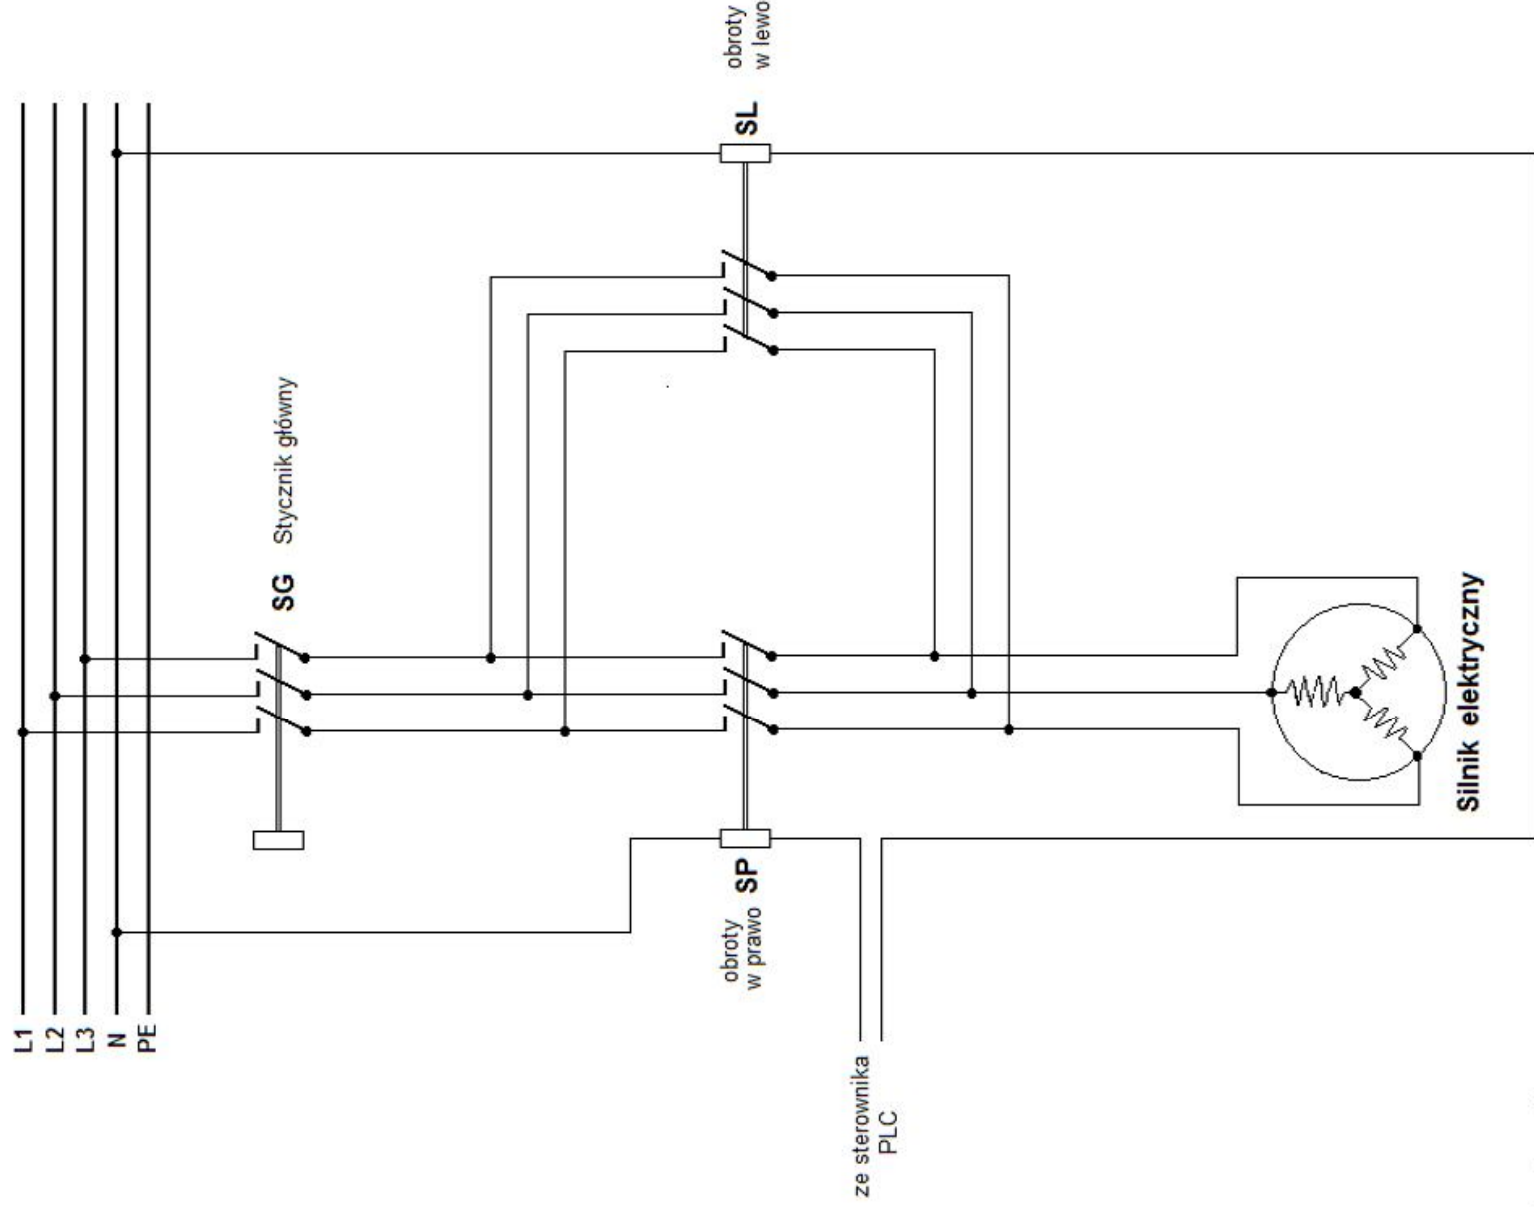 L1
L2
L3
N
PE
SG Stycznik główny
obroty
w prawo
SP
SL
obroty
w lewo
ze sterownika
PLC
Silnik elektryczny